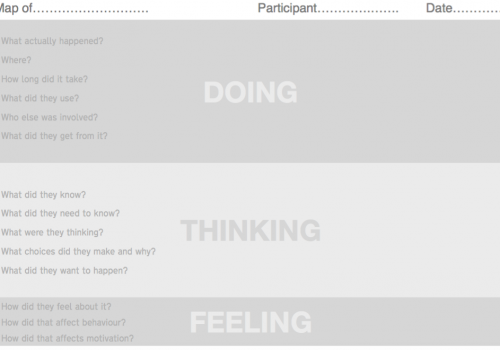 Map of............................ Participant.................... Date............
What actually happened?
Where?
How long did it take?
What did they use?
Who else was involved?
What did they get from it?
DOING
What did they know?
What did they need to know?
What were they thinking?
What choices did they make and why?
What did they want to happen?
THINKING
How did they feel about it?
How did that affect behaviour?
How did that affects motivation?
FEELING